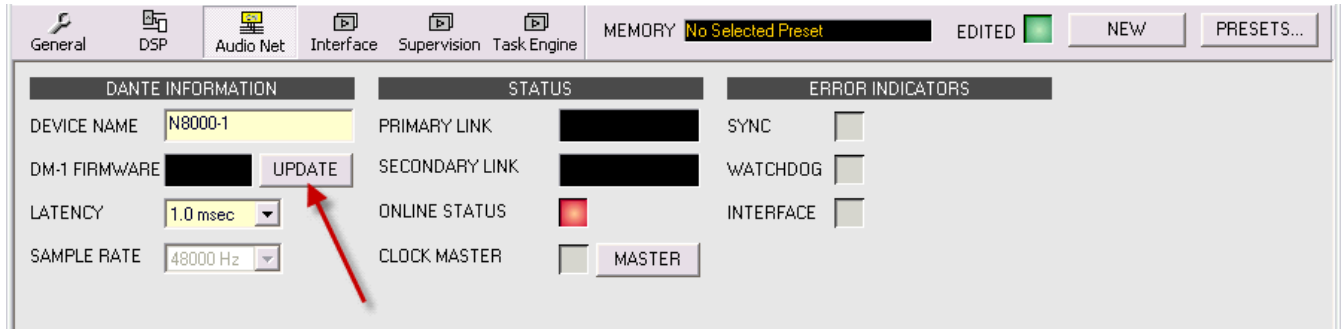 General DSP Audio Net Interface Supervision Task Engine MEMORY No Selected Preset EDITED NEW PRESETS...
DANTE INFORMATION STATUS ERROR INDICATORS
DEVICE NAME N8000-1 PRIMARY LINK SYNC
DM-1 FIRMWARE UPDATE SECONDARY LINK WATCHDOG
LATENCY 1.0 msec ONLINE STATUS INTERFACE
SAMPLE RATE 48000 Hz CLOCK MASTER MASTER